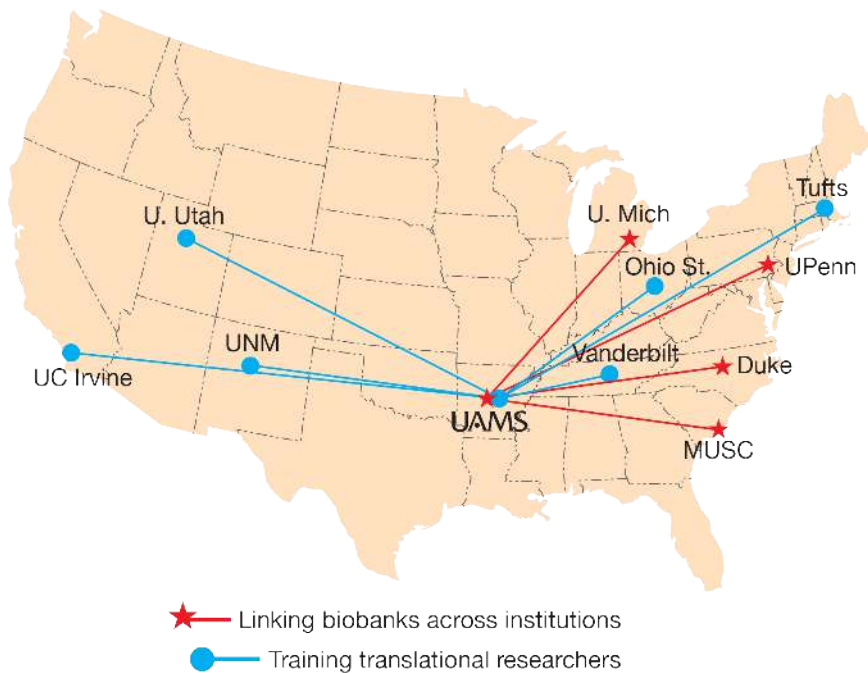 Tufts
U. Mich
U. Utah
Ohio St.
UPenn
UNM
Vanderbilt
Duke
UC Irvine
UAMS
MUSC
Linking biobanks across institutions
Training translational researchers